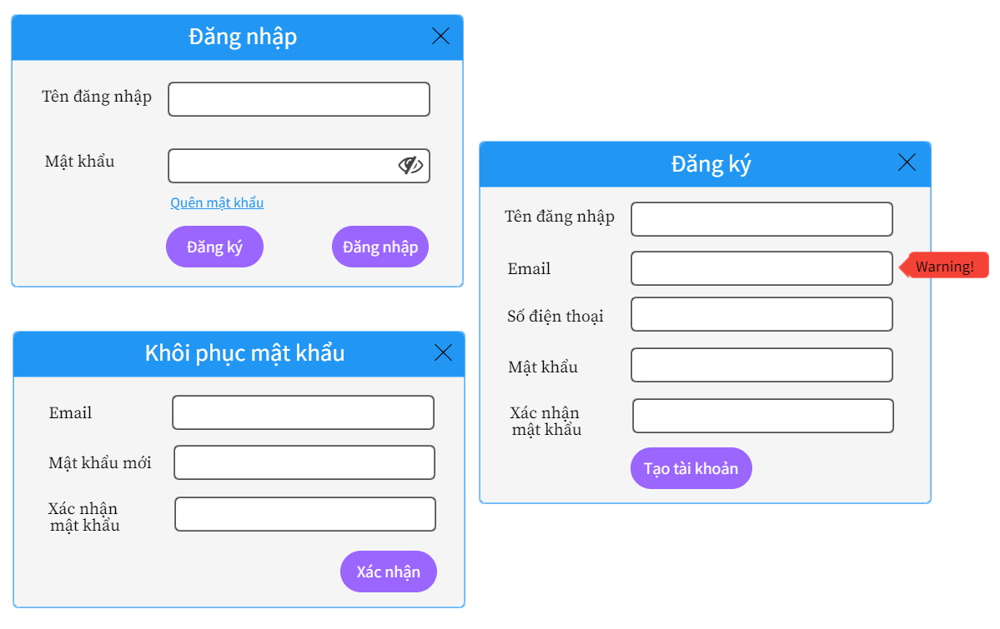 Đăng nhập
Tên đăng nhập
Mật khẩu
Quên mật khẩu
Đăng ký
Đăng nhập
Khôi phục mật khẩu
Email
Mật khẩu mới
Xác nhận
mật khẩu
Xác nhận
Đăng ký
Tên đăng nhập
Email
Warning!
Số điện thoại
Mật khẩu
Xác nhận
mật khẩu
Tạo tài khoản